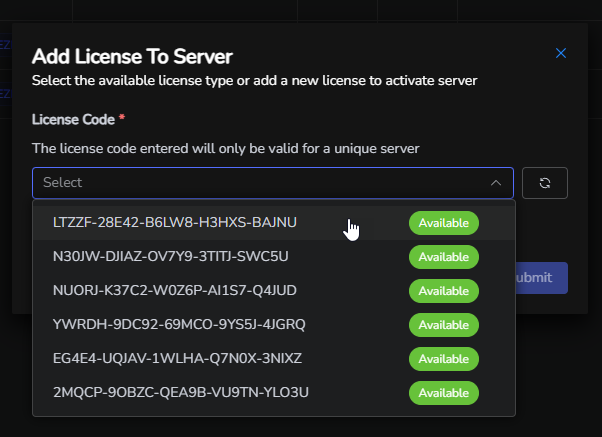 Add License To Server
Select the available license type or add a new license to activate server
License Code *
The license code entered will only be valid for a unique server
Select
LTZZF-28E42-B6LW8-H3HXS-BAJNU Available
N30JW-DJIAZ-OV7Y9-3TITJ-SWC5U Available
NUORJ-K37C2-W0Z6P-AI1S7-Q4JUD Available
ubmit
YWRDH-9DC92-69MCO-9YS5J-4JGRQ Available
EG4E4-UQJAV-1WLHA-Q7N0X-3NIXZ Available
2MQCP-9OBZC-QEA9B-VU9TN-YLO3U Available